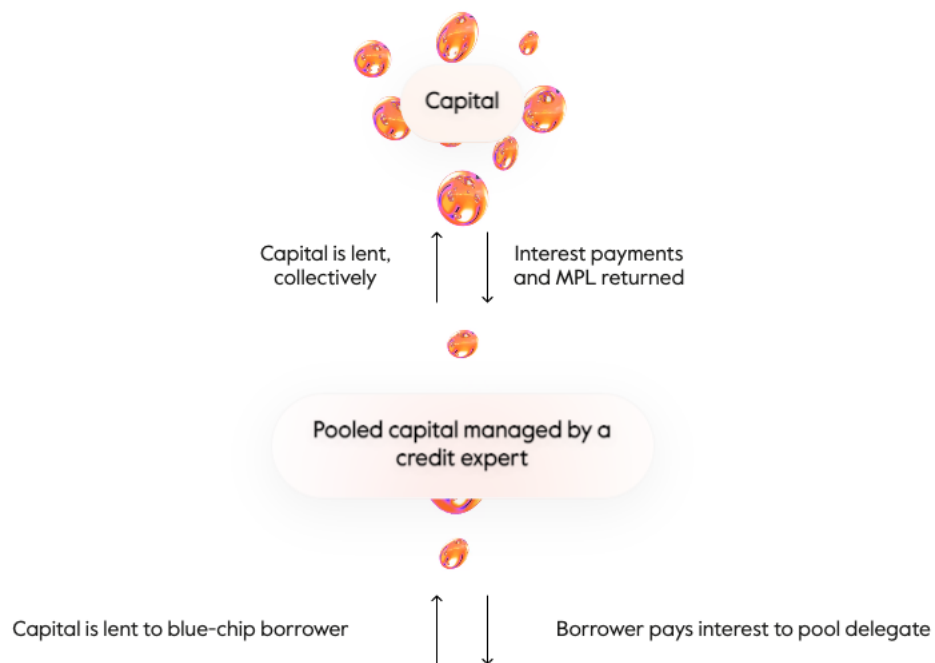 Capital
Capital is lent,
collectively
Interest payments
and MPL returned
Pooled capital managed by a
credit expert
Capital is lent to blue-chip borrower
Borrower pays interest to pool delegate